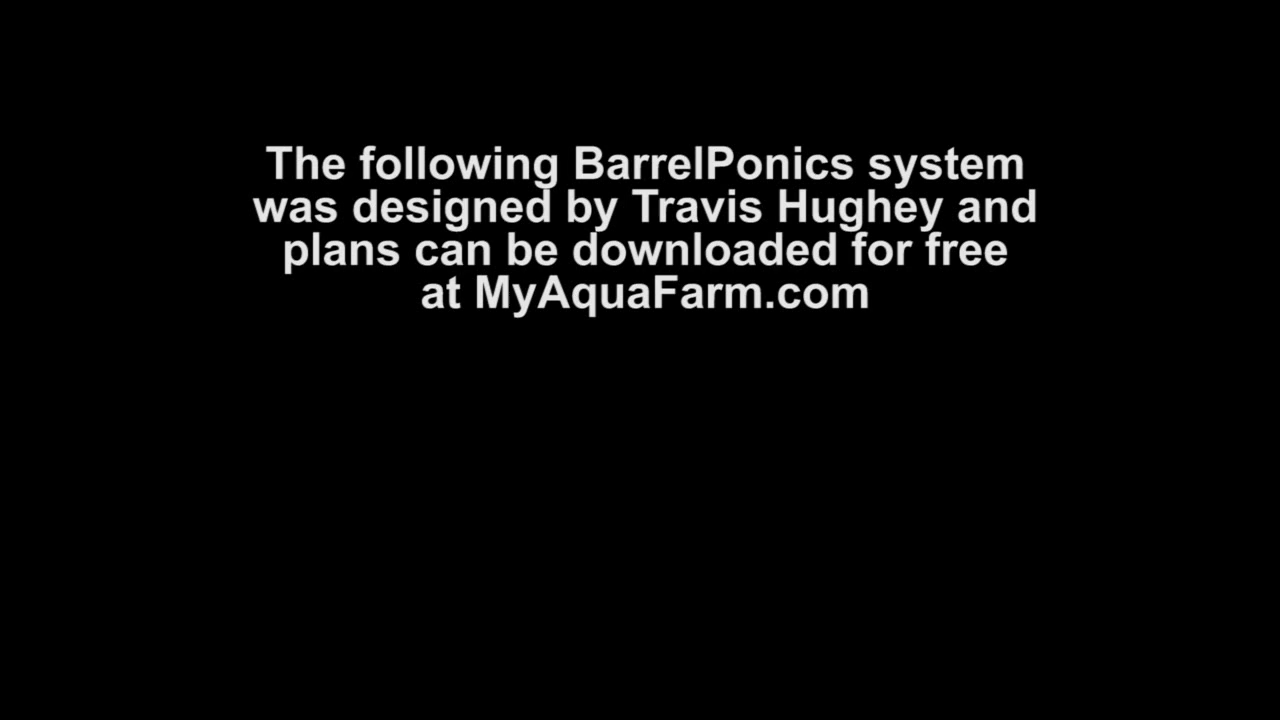 The following BarrelPonics system
was designed by Travis Hughey and
plans can be downloaded for free
at MyAquaFarm.com